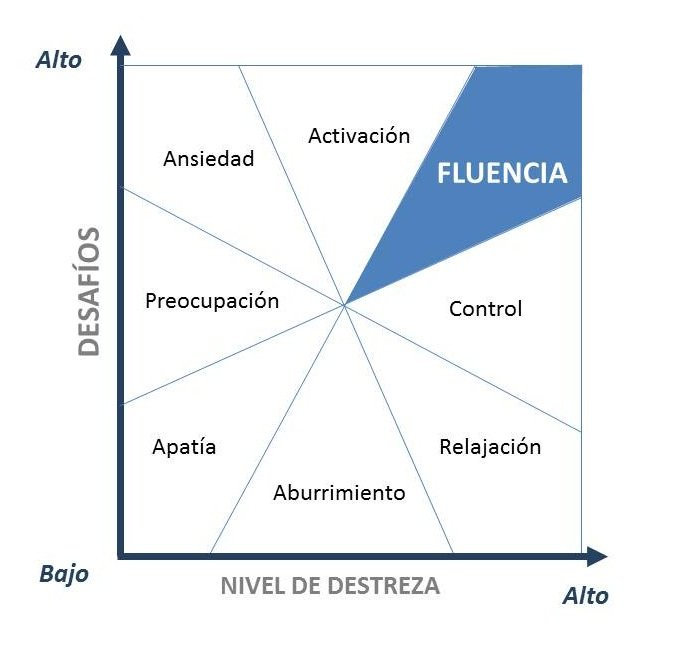 Alto
Activación
Ansiedad
FLUENCIA
DESAFÍOS
Preocupación
Control
Apatía
Relajación
Aburrimiento
Bajo
NIVEL DE DESTREZA
Alto